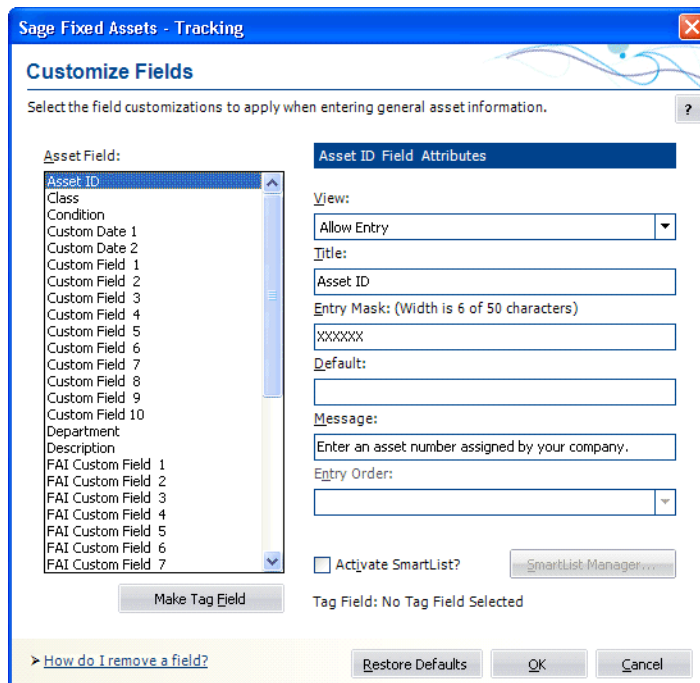 Sage Fixed Assets - Tracking
Customize Fields
Select the field customizations to apply when entering general asset information.
?
Asset Field:
Asset ID
Class
Condition
Custom Date 1
Custom Date 2
Custom Field 1
Custom Field 2
Custom Field 3
Custom Field 4
Custom Field 5
Custom Field 6
Custom Field 7
Custom Field 8
Custom Field 9
Custom Field 10
Department
Description
FAI Custom Field 1
FAI Custom Field 2
FAI Custom Field 3
FAI Custom Field 4
FAI Custom Field 5
FAI Custom Field 6
FAI Custom Field 7
Make Tag Field
Asset ID Field Attributes
View:
Allow Entry
Title:
Asset ID
Entry Mask: (Width is 6 of 50 characters)
XXXXXX
Default:
Message:
Enter an asset number assigned by your company.
Entry Order:
Activate SmartList?
SmartList Manager...
Tag Field: No Tag Field Selected
How do I remove a field?
Restore Defaults
OK
Cancel